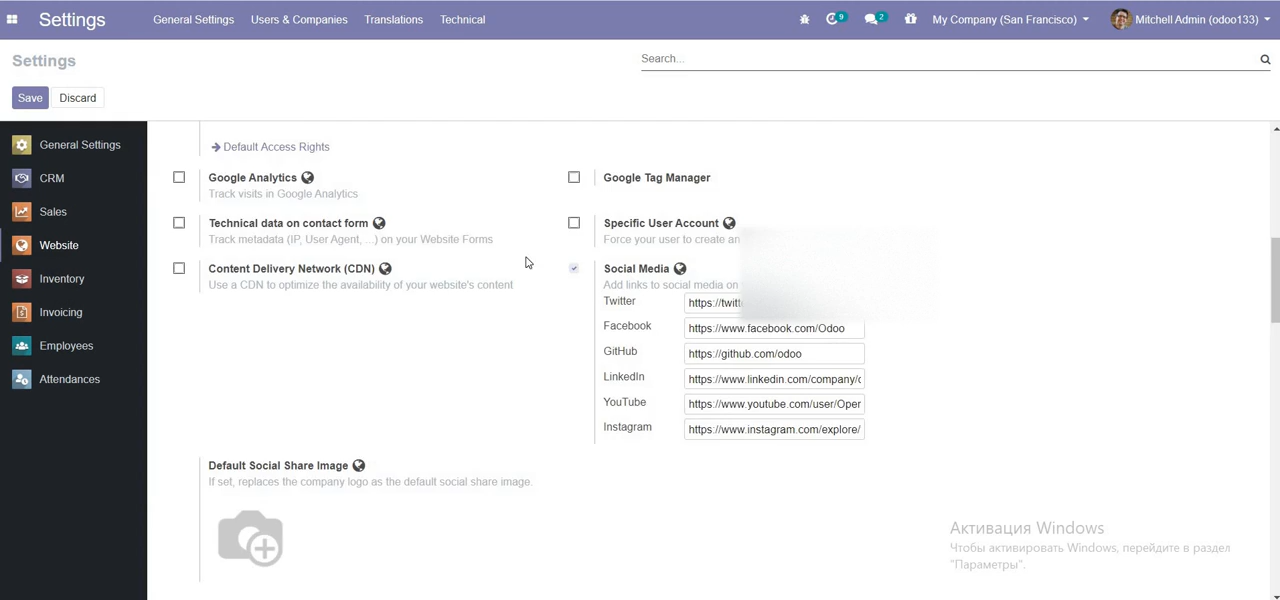 Settings General Settings Users & Companies Translations Technical 9 2 My Company (San Francisco) Mitchell Admin (odoo133)
Settings
Search...
Save Discard
General Settings
CRM
Sales
Website
Inventory
Invoicing
Employees
Attendances
Default Access Rights
Google Analytics
Track visits in Google Analytics
Google Tag Manager
Technical data on contact form
Track metadata (IP, User Agent, ...) on your Website Forms
Specific User Account
Force your user to create an
Content Delivery Network (CDN)
Use a CDN to optimize the availability of your website's content
Social Media
Add links to social media on
Twitter
Facebook https://www.facebook.com/Odoo
GitHub https://github.com/odoo
LinkedIn https://www.linkedin.com/company/
YouTube https://www.youtube.com/user/Oper
Instagram https://www.instagram.com/explore/
Default Social Share Image
If set, replaces the company logo as the default social share image.
Активация Windows
Чтобы активировать Windows, перейдите в раздел
"Параметры".